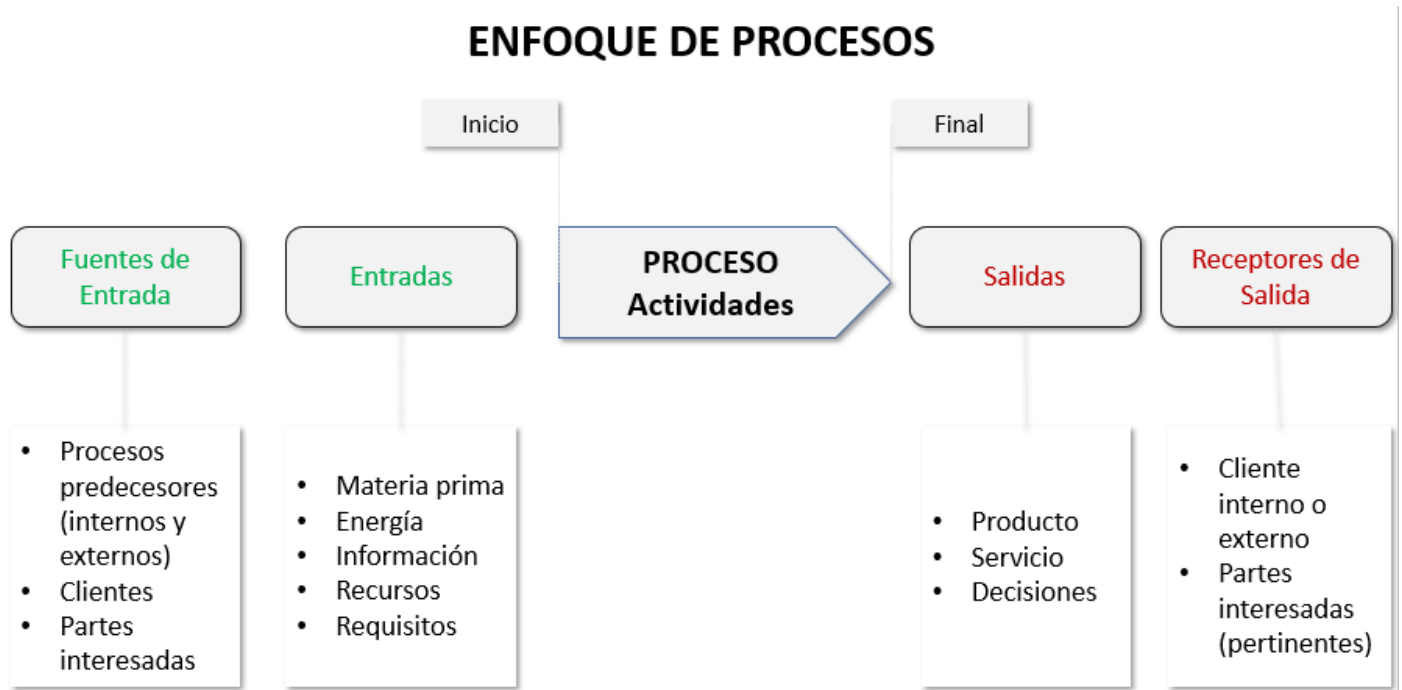 ENFOQUE DE PROCESOS
Inicio
Final
Fuentes de
Entrada
Entradas
PROCESO
Actividades
Salidas
Receptores de
Salida
• Procesos
predecesores
(internos y
externos)
• Clientes
• Partes
interesadas
• Materia prima
• Energía
• Información
• Recursos
• Requisitos
• Producto
• Servicio
• Decisiones
• Cliente
interno o
externo
• Partes
interesadas
(pertinentes)